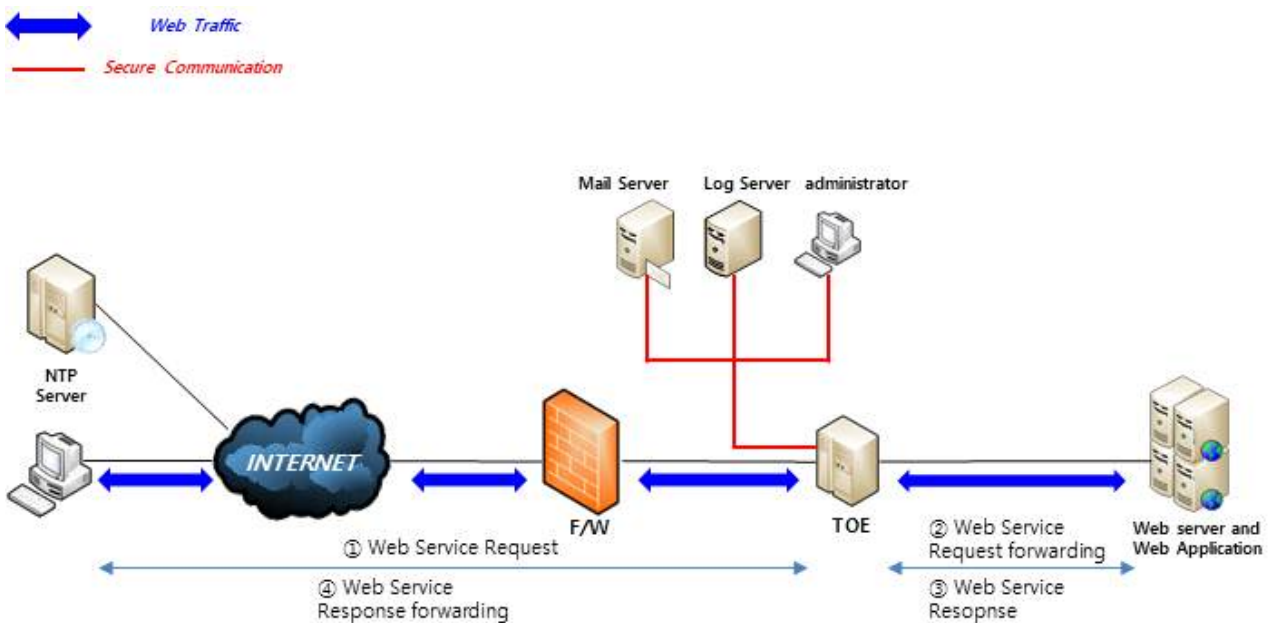 Web Traffic
Secure Communication
Mail Server
Log Server
administrator
NTP
Server
INTERNET
F/W
TOE
Web server and
Web Application
① Web Service Request
④ Web Service
Response forwarding
② Web Service
Request forwarding
③ Web Service
Resopnse